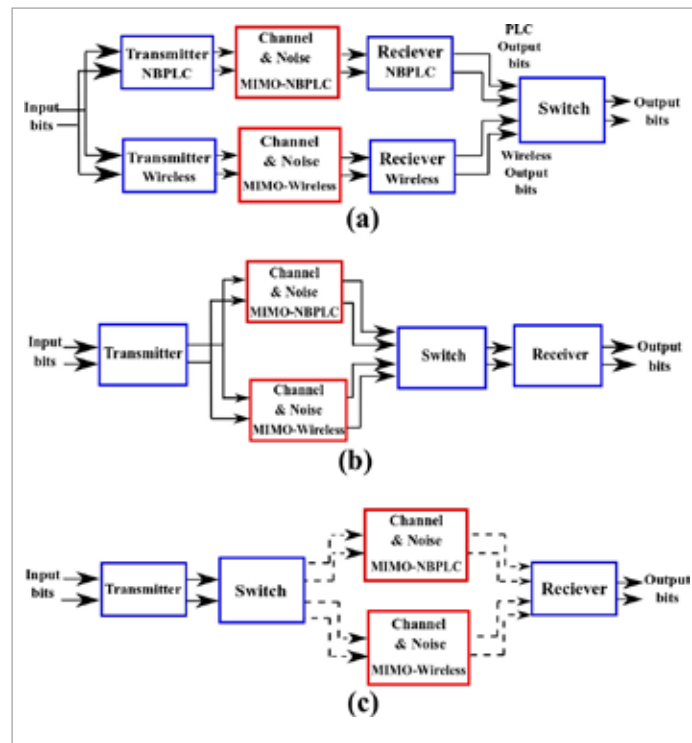 Transmitter
NBPLC
Channel
& Noise
MIMO-NBPLC
Reciever
NBPLC
PLC
Output
bits
Input
bits
Switch
Output
bits
Transmitter
Wireless
Channel
& Noise
MIMO-Wireless
Reciever
Wireless
Wireless
Output
bits
(a)
Channel
& Noise
MIMO-NBPLC
Input
bits
Transmitter
Switch
Receiver
Output
bits
Channel
& Noise
MIMO-Wireless
(b)
Channel
& Noise
MIMO-NBPLC
Input
bits
Transmitter
Switch
Reciever
Output
bits
Channel
& Noise
MIMO-Wireless
(c)